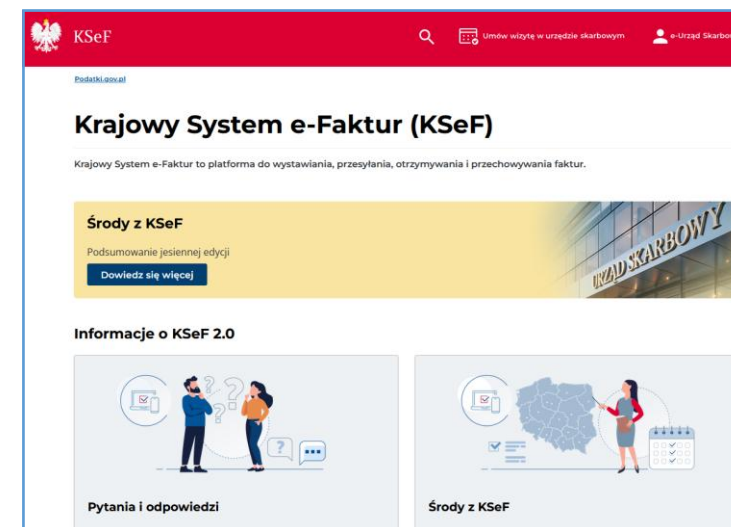 KSeF
Umów wizytę w urzędzie skarbowym
Podatki.gov.pl
Krajowy System e-Faktur (KSeF)
Krajowy System e-Faktur to platforma do wystawiania, przesyłania, otrzymywania i przechowywania faktur.
Środy z KSeF
Podsumowanie jesiennej edycji
Dowiedz się więcej
URZĄD SKARBOWY
Informacje o KSeF 2.0
Pytania i odpowiedzi
Środy z KSeF